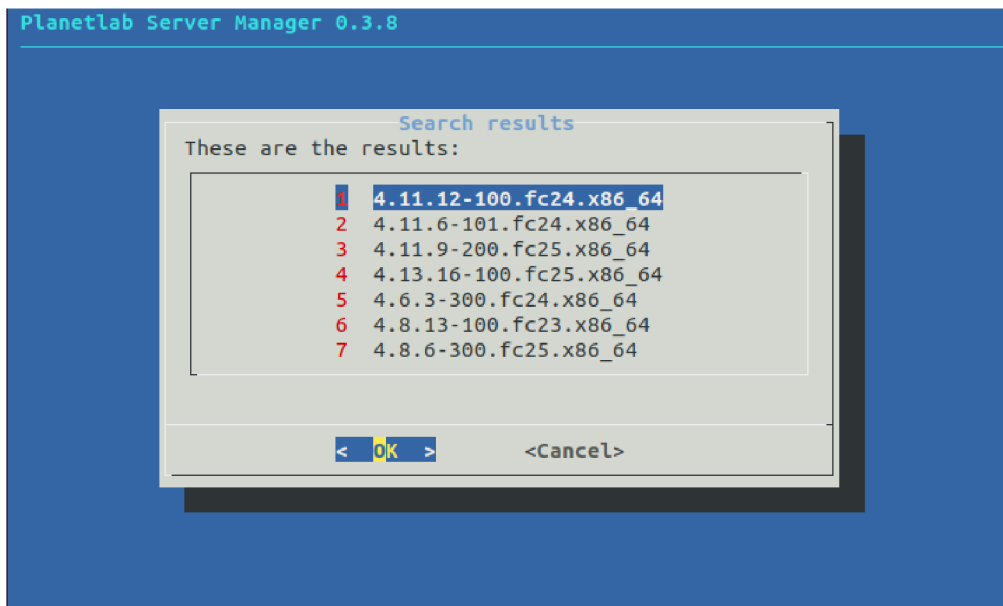 Planetlab Server Manager 0.3.8
Search results
These are the results:
1 4.11.12-100.fc24.x86_64
2 4.11.6-101.fc24.x86_64
3 4.11.9-200.fc25.x86_64
4 4.13.16-100.fc25.x86_64
5 4.6.3-300.fc24.x86_64
6 4.8.13-100.fc23.x86_64
7 4.8.6-300.fc25.x86_64
< OK > <Cancel>